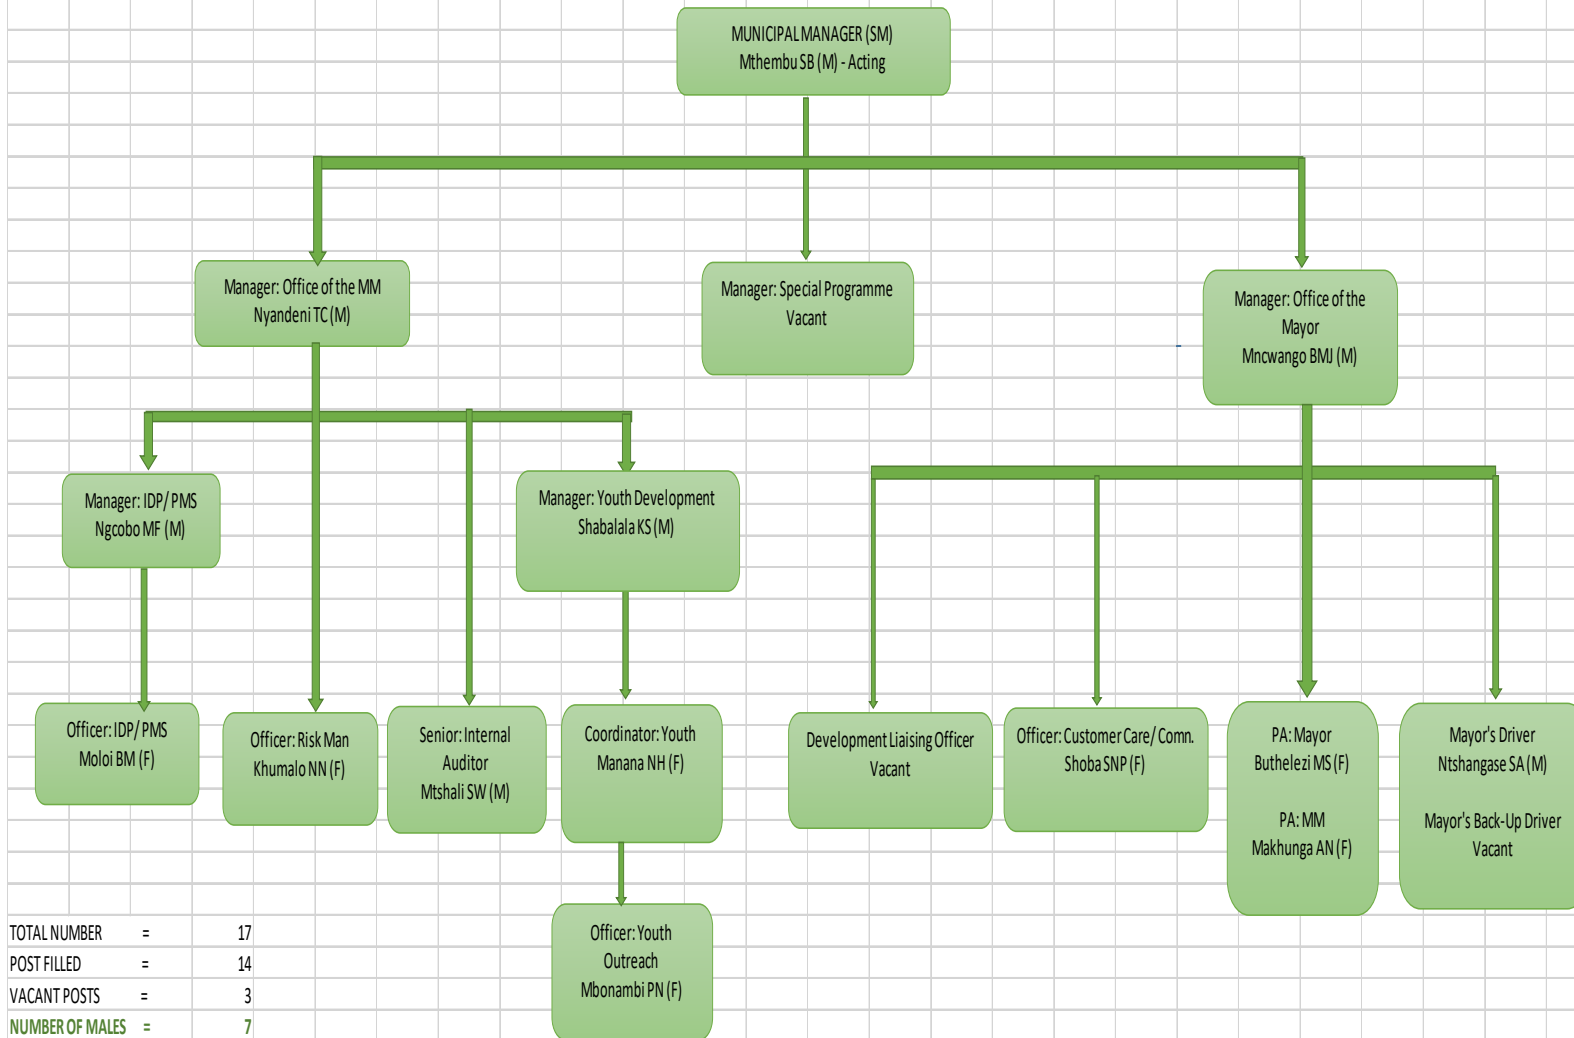 MUNICIPAL MANAGER (SM)
Mthembu SB (M) - Acting
Manager: Office of the MM
Nyandeni TC (M)
Manager: Special Programme
Vacant
Manager: Office of the
Mayor
Mncwango BMJ (M)
Manager: IDP/ PMS
Ngcobo MF (M)
Manager: Youth Development
Shabalala KS (M)
Officer: IDP/ PMS
Moloi BM (F)
Officer: Risk Man
Khumalo NN (F)
Senior: Internal
Auditor
Mtshali SW (M)
Coordinator: Youth
Manana NH (F)
Development Liaising Officer
Vacant
Officer: Customer Care/ Comn.
Shoba SNP (F)
PA: Mayor
Buthelezi MS (F)
PA: MM
Makhunga AN (F)
Mayor's Driver
Ntshangase SA (M)
Mayor's Back-Up Driver
Vacant
Officer: Youth
Outreach
Mbonambi PN (F)
TOTAL NUMBER = 17
POST FILLED = 14
VACANT POSTS = 3
NUMBER OF MALES = 7